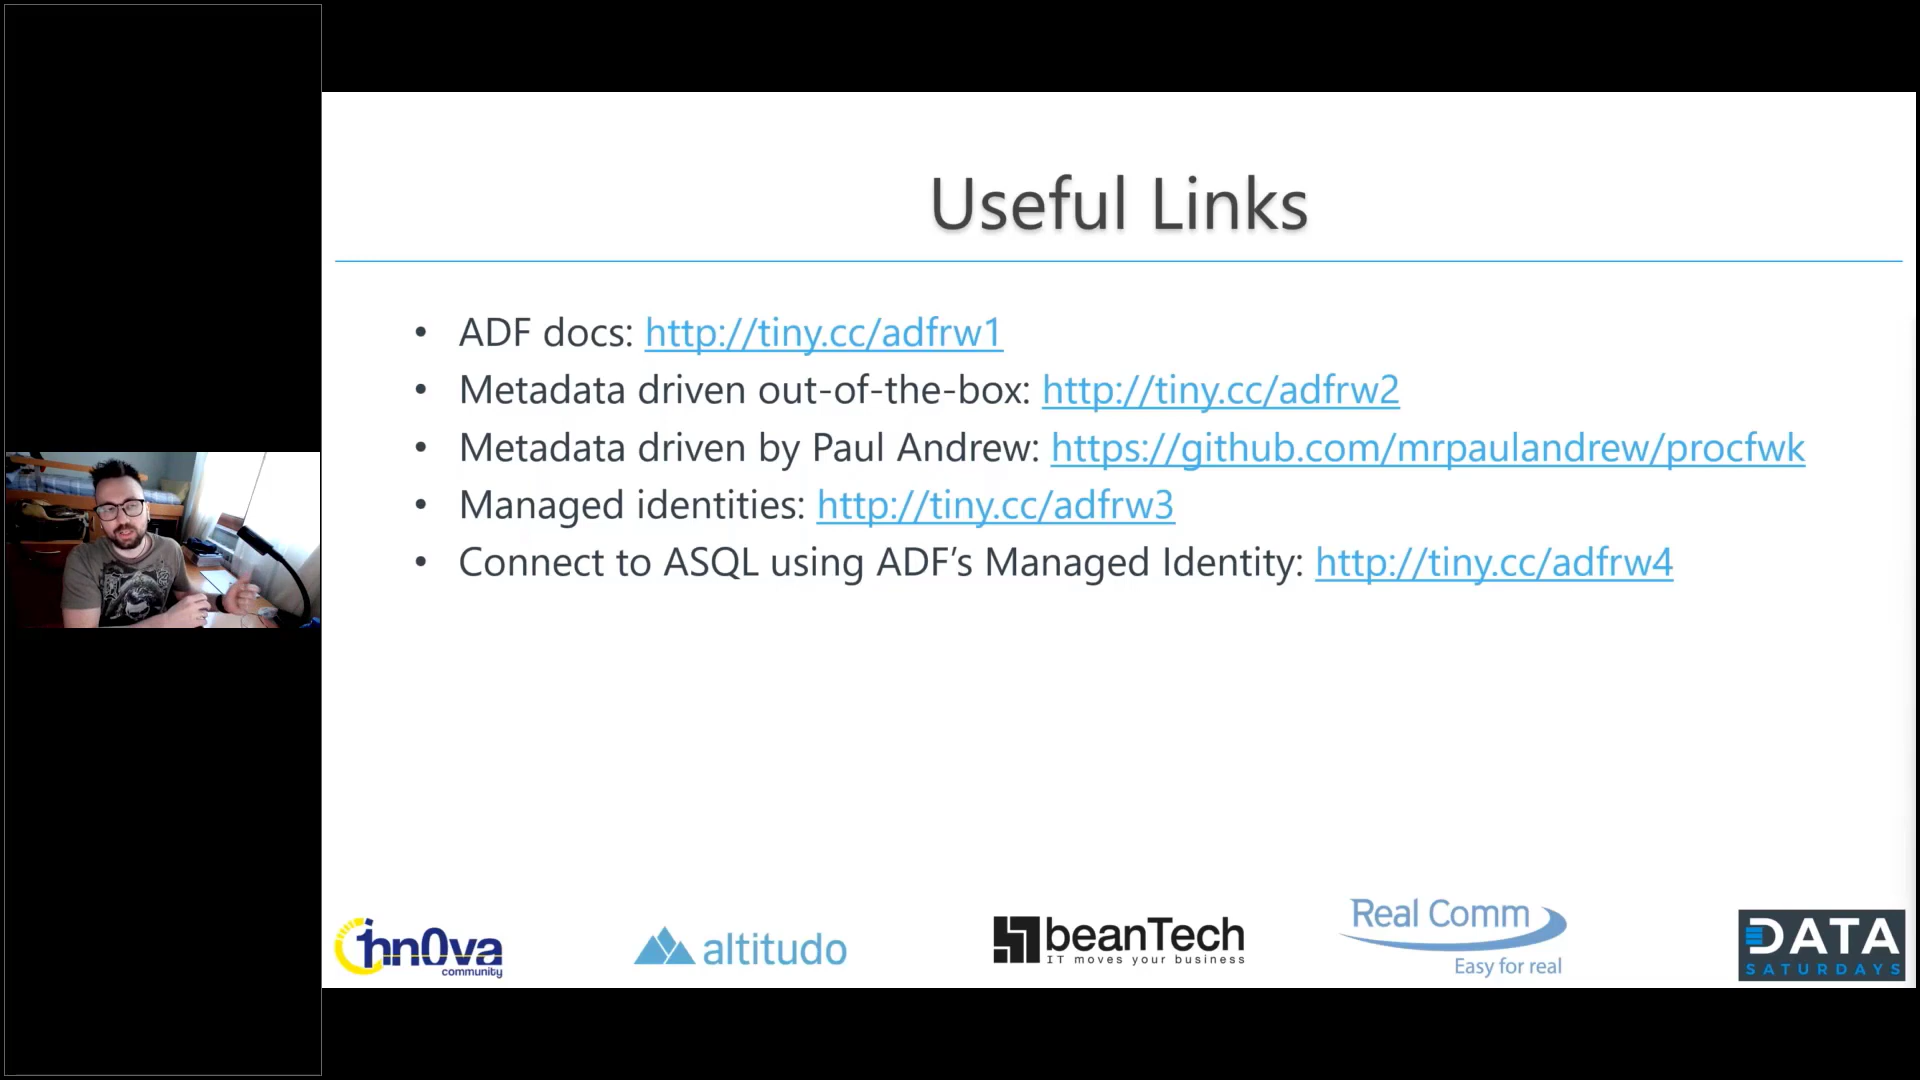 Useful Links
• ADF docs: http://tiny.cc/adfrw1
• Metadata driven out-of-the-box: http://tiny.cc/adfrw2
• Metadata driven by Paul Andrew: https://github.com/mrpaulandrew/procfwk
• Managed identities: http://tiny.cc/adfrw3
• Connect to ASQL using ADF’s Managed Identity: http://tiny.cc/adfrw4
1nn0va
community
altitudo
beanTech
IT moves your business
Real Comm
Easy for real
DATA
SATURDAYS